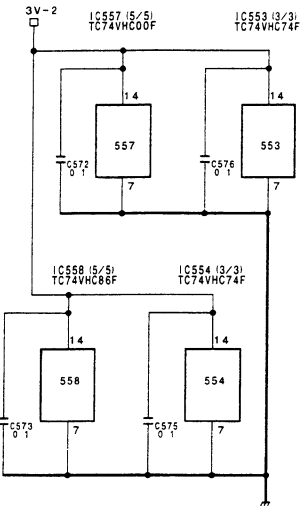 3V-2
IC557 (5/5)
TC74VHC00F
IC553 (3/3)
TC74VHC74F
14
14
557
553
C572
0 1
C576
0 1
7
7
IC558 (5/5)
TC74VHC86F
IC554 (3/3)
TC74VHC74F
14
14
558
554
C573
0 1
C575
0 1
7
7